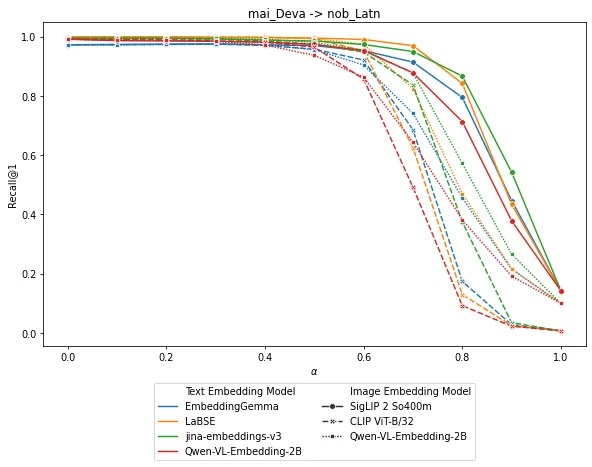 mai_Deva -> nob_Latn
1.0
0.8
0.6
0.4
0.2
0.0
Recall@1
0.0 0.2 0.4 0.6 0.8 1.0
α
Text Embedding Model Image Embedding Model
EmbeddingGemma SigLIP 2 So400m
LaBSE CLIP ViT-B/32
jina-embeddings-v3 Qwen-VL-Embedding-2B
Qwen-VL-Embedding-2B